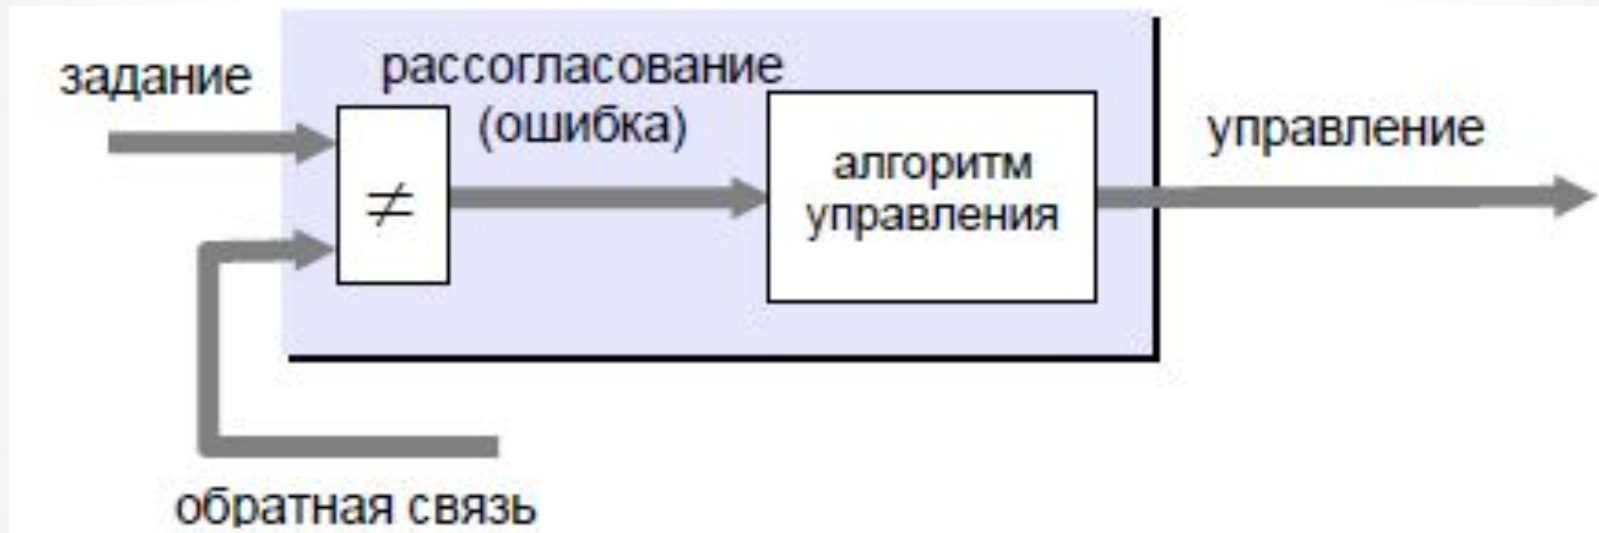 задание
рассогласование
(ошибка)
≠
алгоритм
управления
управление
обратная связь